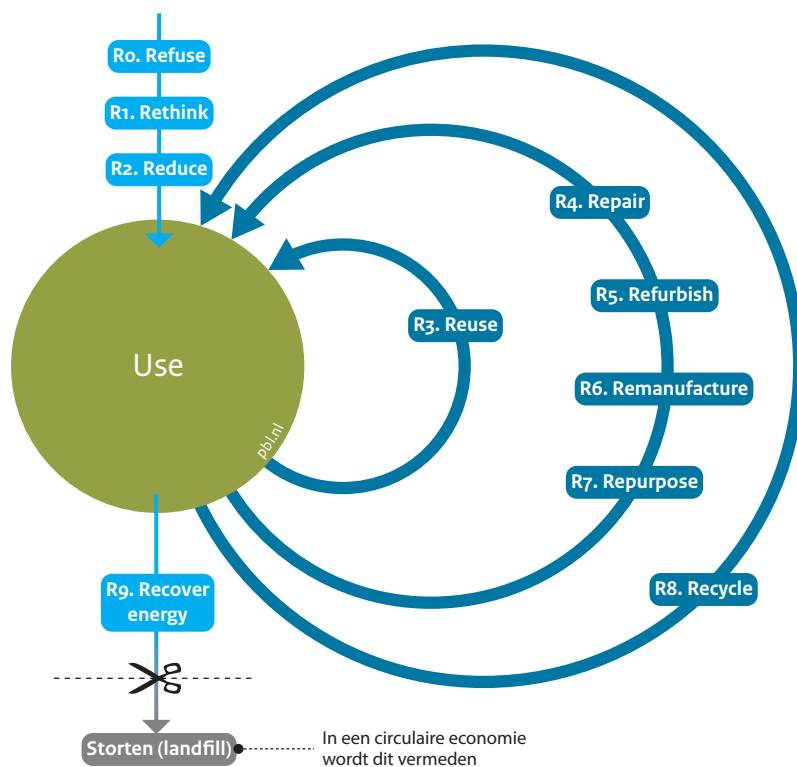 R0. Refuse
R1. Rethink
R2. Reduce
R4. Repair
R5. Refurbish
R3. Reuse
Use
R6. Remanufacture
pbl.nl
R7. Repurpose
R9. Recover
energy
R8. Recycle
Storten (landfill)
In een circulaire economie
wordt dit vermeden